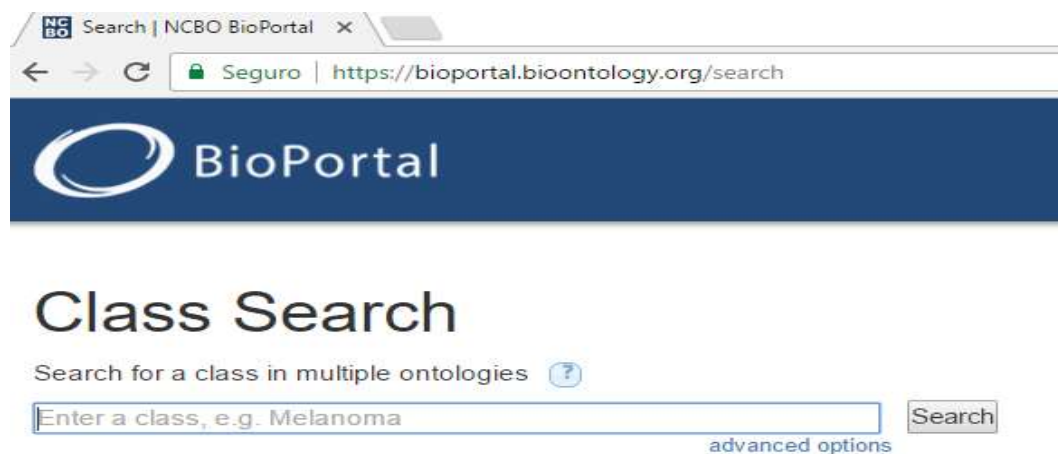 NC
BO
Search | NCBO BioPortal
Seguro | https://bioportal.bioontology.org/search
BioPortal
Class Search
Search for a class in multiple ontologies ?
Enter a class, e.g. Melanoma
Search
advanced options